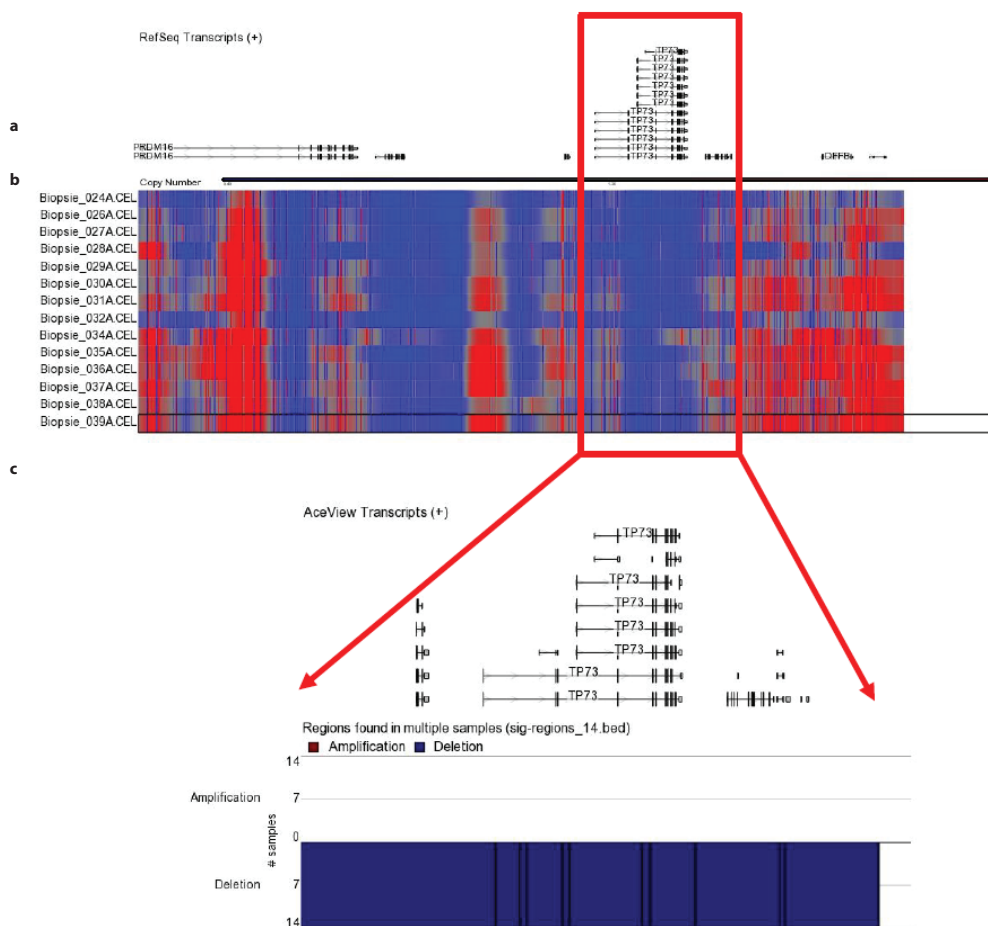 RefSeq Transcripts (+)
TP73
TP73
TP73
TP73
TP73
TP73
TP73
TP73
TP73
TP73
TP73
TP73
TP73
a
PRDM16
PRDM16
DFFB
b
Copy Number
Biopsie_024A.CEL
Biopsie_026A.CEL
Biopsie_027A.CEL
Biopsie_028A.CEL
Biopsie_029A.CEL
Biopsie_030A.CEL
Biopsie_031A.CEL
Biopsie_032A.CEL
Biopsie_034A.CEL
Biopsie_035A.CEL
Biopsie_036A.CEL
Biopsie_037A.CEL
Biopsie_038A.CEL
Biopsie_039A.CEL
c
AceView Transcripts (+)
TP73
TP73
TP73
TP73
TP73
TP73
TP73
Regions found in multiple samples (sig-regions_14.bed)
Amplification Deletion
14
Amplification 7
0
# samples
Deletion 7
14